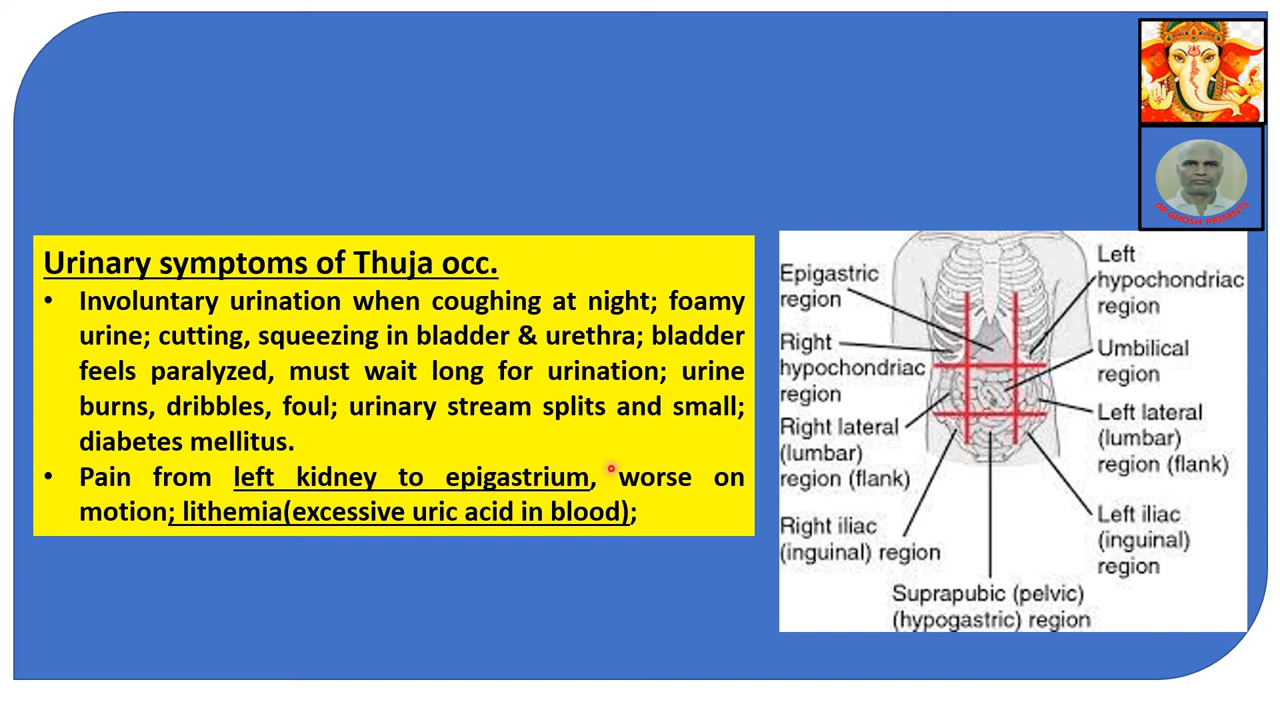 DR GHOSH PRESENTS
Urinary symptoms of Thuja occ.
• Involuntary urination when coughing at night; foamy
urine; cutting, squeezing in bladder & urethra; bladder
feels paralyzed, must wait long for urination; urine
burns, dribbles, foul; urinary stream splits and small;
diabetes mellitus.
• Pain from left kidney to epigastrium, worse on
motion; lithemia(excessive uric acid in blood);
Epigastric
region
Right
hypochondriac
region
Right lateral
(lumbar)
region (flank)
Right iliac
(inguinal) region
Suprapubic (pelvic)
(hypogastric) region
Left
hypochondriac
region
Umbilical
region
Left lateral
(lumbar)
region (flank)
Left iliac
(inguinal)
region